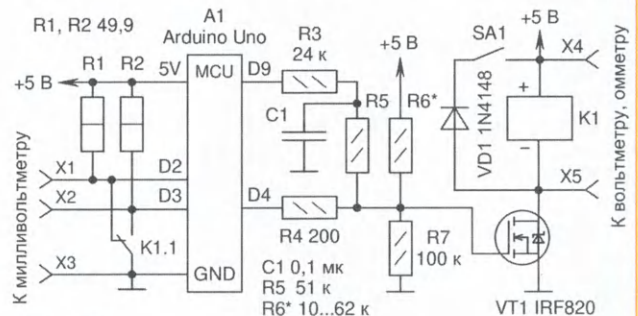 R1, R2 49,9
A1
Arduino Uno
R1 R2
+5 В
5V MCU D9
R3
24 к
C1
R5
+5 В
R6*
SA1
+5 В
X4
VD1 1N4148
+
K1
−
X5
К вольтметру, омметру
К милливольтметру
X1
X2
X3
D2
D3
D4
K1.1
GND
R4 200
R7
100 к
C1 0,1 мк
R5 51 к
R6* 10...62 к
VT1 IRF820